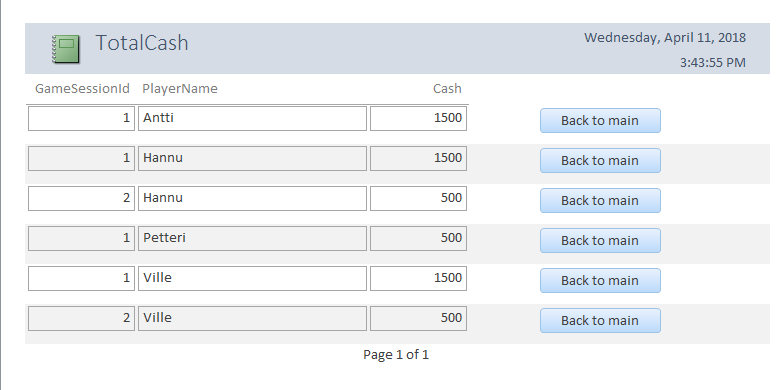 TotalCash
Wednesday, April 11, 2018
3:43:55 PM
GameSessionId PlayerName Cash
1 Antti 1500 Back to main
1 Hannu 1500 Back to main
2 Hannu 500 Back to main
1 Petteri 500 Back to main
1 Ville 1500 Back to main
2 Ville 500 Back to main
Page 1 of 1